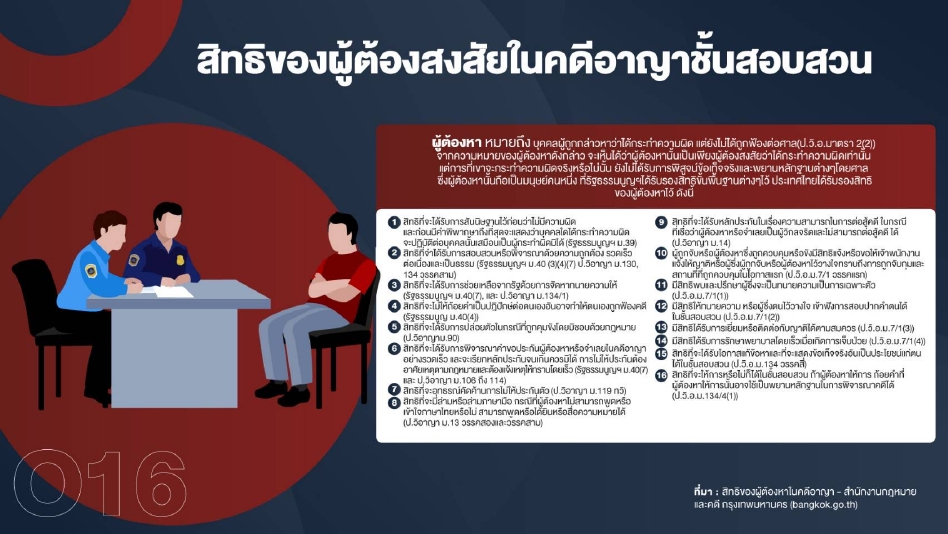 สิทธิของผู้ต้องสงสัยในคดีอาญาชั้นสอบสวน
ผู้ต้องหา หมายถึง บุคคลผู้ถูกกล่าวหาว่าได้กระทำความผิด แต่ยังไม่ได้ถูกฟ้องต่อศาล(ป.วิ.อ.มาตรา 2(2))
จากความหมายของผู้ต้องหาดังกล่าว จะเห็นได้ว่าผู้ต้องหานั้นเป็นเพียงผู้ต้องสงสัยว่าได้กระทำความผิดเท่านั้น
แต่การที่เขาจะกระทำความผิดจริงหรือไม่นั้น ยังไม่ได้รับการพิสูจน์ข้อเท็จจริงและพยานหลักฐานต่างๆโดยศาล
ซึ่งผู้ต้องหานั้นถือเป็นมนุษย์คนหนึ่ง ที่รัฐธรรมนูญฯได้รับรองสิทธิขั้นพื้นฐานต่างๆไว้ ประเทศไทยได้รับรองสิทธิ
ของผู้ต้องหาไว้ ดังนี้
1 สิทธิที่จะได้รับการสันนิษฐานไว้ก่อนว่าไม่มีความผิด
และก่อนมีคำพิพากษาถึงที่สุดจะแสดงว่าบุคคลใดได้กระทำความผิด
จะปฏิบัติต่อบุคคลนั้นเสมือนเป็นผู้กระทำผิดมิได้ (รัฐธรรมนูญฯ ม.39)
2 สิทธิที่จำได้รับการสอบสวนหรือพิจารณาด้วยความถูกต้อง รวดเร็ว
ต่อเนื่องและเป็นธรรม (รัฐธรรมนูญฯ ม.40 (3)(4)(7) ป.วิอาญา ม.130,
134 วรรคสาม)
3 สิทธิที่จะได้รับการช่วยเหลือจากรัฐด้วยการจัดหาทนายความให้
(รัฐธรรมนูญฯ ม.40(7), และ ป.วิอาญา ม.134/1)
4 สิทธิที่จะไม่ให้ถ้อยคำเป็นปฏิปักษ์ต่อตนเองอันอาจทำให้ตนเองถูกฟ้องคดี
(รัฐธรรมนูญ ม.40(4))
5 สิทธิที่จะได้รับการปล่อยตัวในกรณีที่ถูกคุมขังโดยมิชอบด้วยกฎหมาย
(ป.วิอาญาม.90)
6 สิทธิที่จะได้รับการพิจารณาคำขอประกันผู้ต้องหาหรือจำเลยในคดีอาญา
อย่างรวดเร็ว และจะเรียกหลักประกันจนเกินควรมิได้ การไม่ให้ประกันต้อง
อาศัยเหตุตามกฎหมายและต้องแจ้งเหตุให้ทราบโดยเร็ว (รัฐธรรมนูญฯ ม.40(7)
และ ป.วิอาญา ม.106 ถึง 114)
7 สิทธิที่จะอุทธรณ์คัดค้านการไม่ให้ประกันตัว (ป.วิอาญา ม.119 ทวิ)
8 สิทธิที่จะมีล่ามหรือล่ามภาษามือ กรณีที่ผู้ต้องหาไม่สามารถพูดหรือ
เข้าใจภาษาไทยหรือไม่ สามารถพูดหรือได้ยินหรือสื่อความหมายได้
(ป.วิอาญา ม.13 วรรคสองและวรรคสาม)
9 สิทธิที่จะได้รับหลักประกันในเรื่องความสามารถในการต่อสู้คดี ในกรณี
ที่เชื่อว่าผู้ต้องหาหรือจำเลยเป็นผู้วิกลจริตและไม่สามารถต่อสู้คดี ได้
(ป.วิอาญา ม.14)
10 ผู้ถูกจับหรือผู้ต้องหาซึ่งถูกควบคุมหรือขังมีสิทธิแจ้งหรือขอให้เจ้าพนักงาน
แจ้งให้ญาติหรือผู้ซึ่งผู้ถูกจับหรือผู้ต้องหาไว้วางใจทราบถึงการถูกจับกุมและ
สถานที่ที่ถูกควบคุมในโอกาสแรก (ป.วิ.อ.ม.7/1 วรรคแรก)
11 มีสิทธิพบและปรึกษาผู้ซึ่งจะเป็นทนายความเป็นการเฉพาะตัว
(ป.วิ.อ.ม.7/1(1))
12 มีสิทธิให้ทนายความ หรือผู้ซึ่งตนไว้วางใจ เข้าฟังการสอบปากคำตนได้
ในชั้นสอบสวน (ป.วิ.อ.ม.7/1(2))
13 มีสิทธิได้รับการเยี่ยมหรือติดต่อกับญาติได้ตามสมควร (ป.วิ.อ.ม.7/1(3))
14 มีสิทธิได้รับการรักษาพยาบาลโดยเร็วเมื่อเกิดการเจ็บป่วย (ป.วิ.อ.ม.7/1(4))
15 สิทธิที่จะได้รับโอกาสแก้ข้อหาและที่จะแสดงข้อเท็จจริงอันเป็นประโยชน์แก่ตน
ได้ในชั้นสอบสวน (ป.วิ.อ.ม.134 วรรคสี่)
16 สิทธิที่จะให้การหรือไม่ก็ได้ในชั้นสอบสวน ถ้าผู้ต้องหาให้การ ถ้อยคำที่
ผู้ต้องหาให้การนั้นอาจใช้เป็นพยานหลักฐานในการพิจารณาคดีได้
(ป.วิ.อ.ม.134/4(1))
016
ที่มา : สิทธิของผู้ต้องหาในคดีอาญา - สำนักงานกฎหมาย
และคดี กรุงเทพมหานคร (bangkok.go.th)